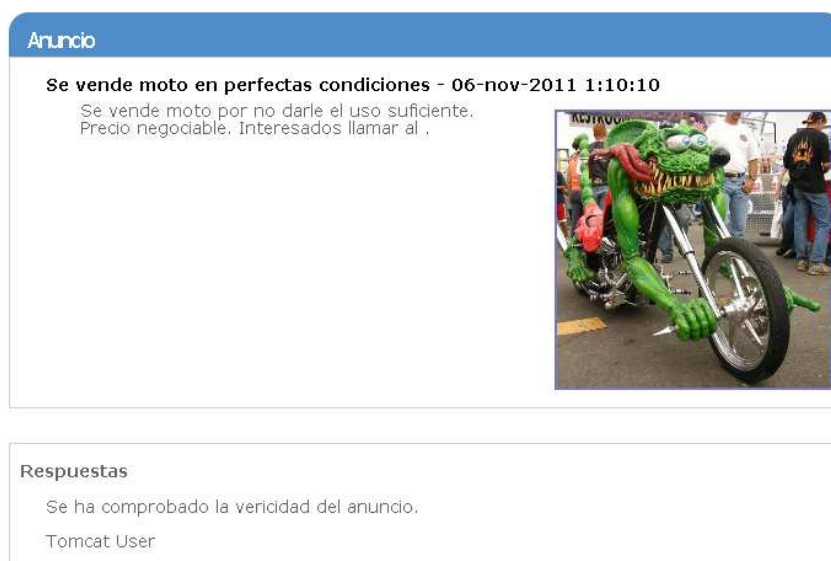 Anuncio
Se vende moto en perfectas condiciones - 06-nov-2011 1:10:10
Se vende moto por no darle el uso suficiente.
Precio negociable. Interesados llamar al .
Respuestas
Se ha comprobado la vericidad del anuncio.
Tomcat User